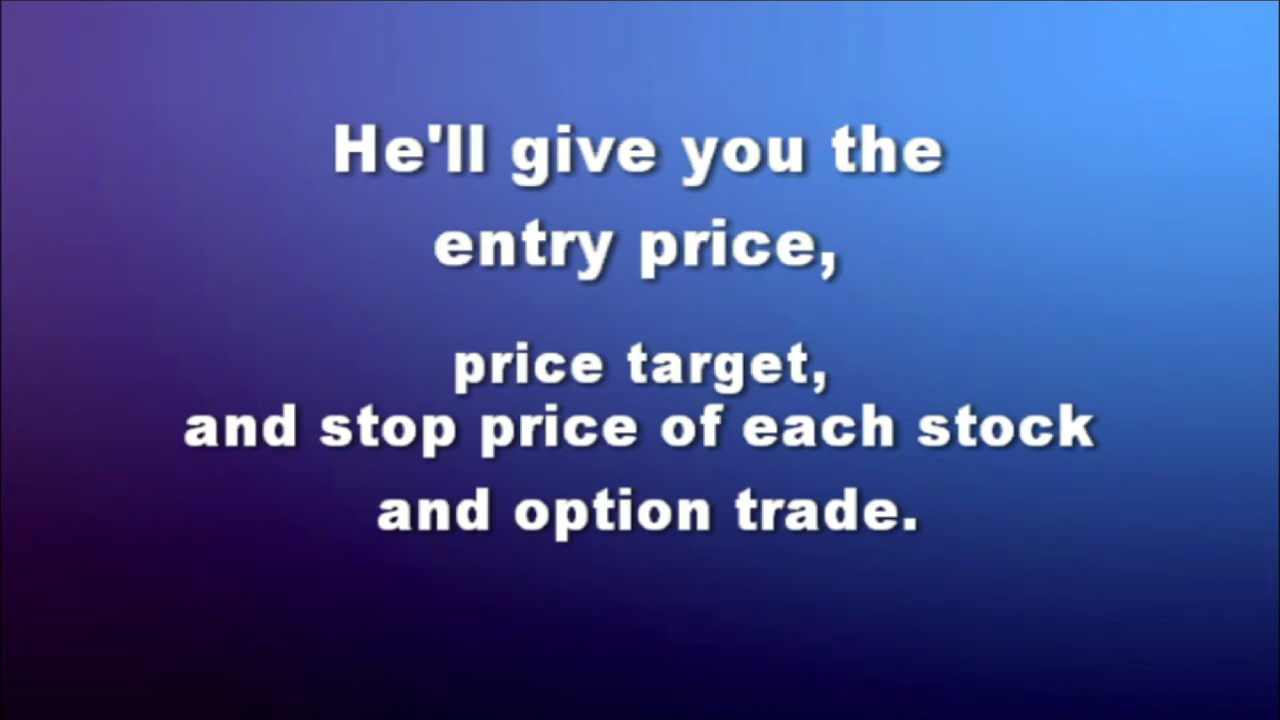 He'll give you the
entry price,
price target,
and stop price of each stock
and option trade.